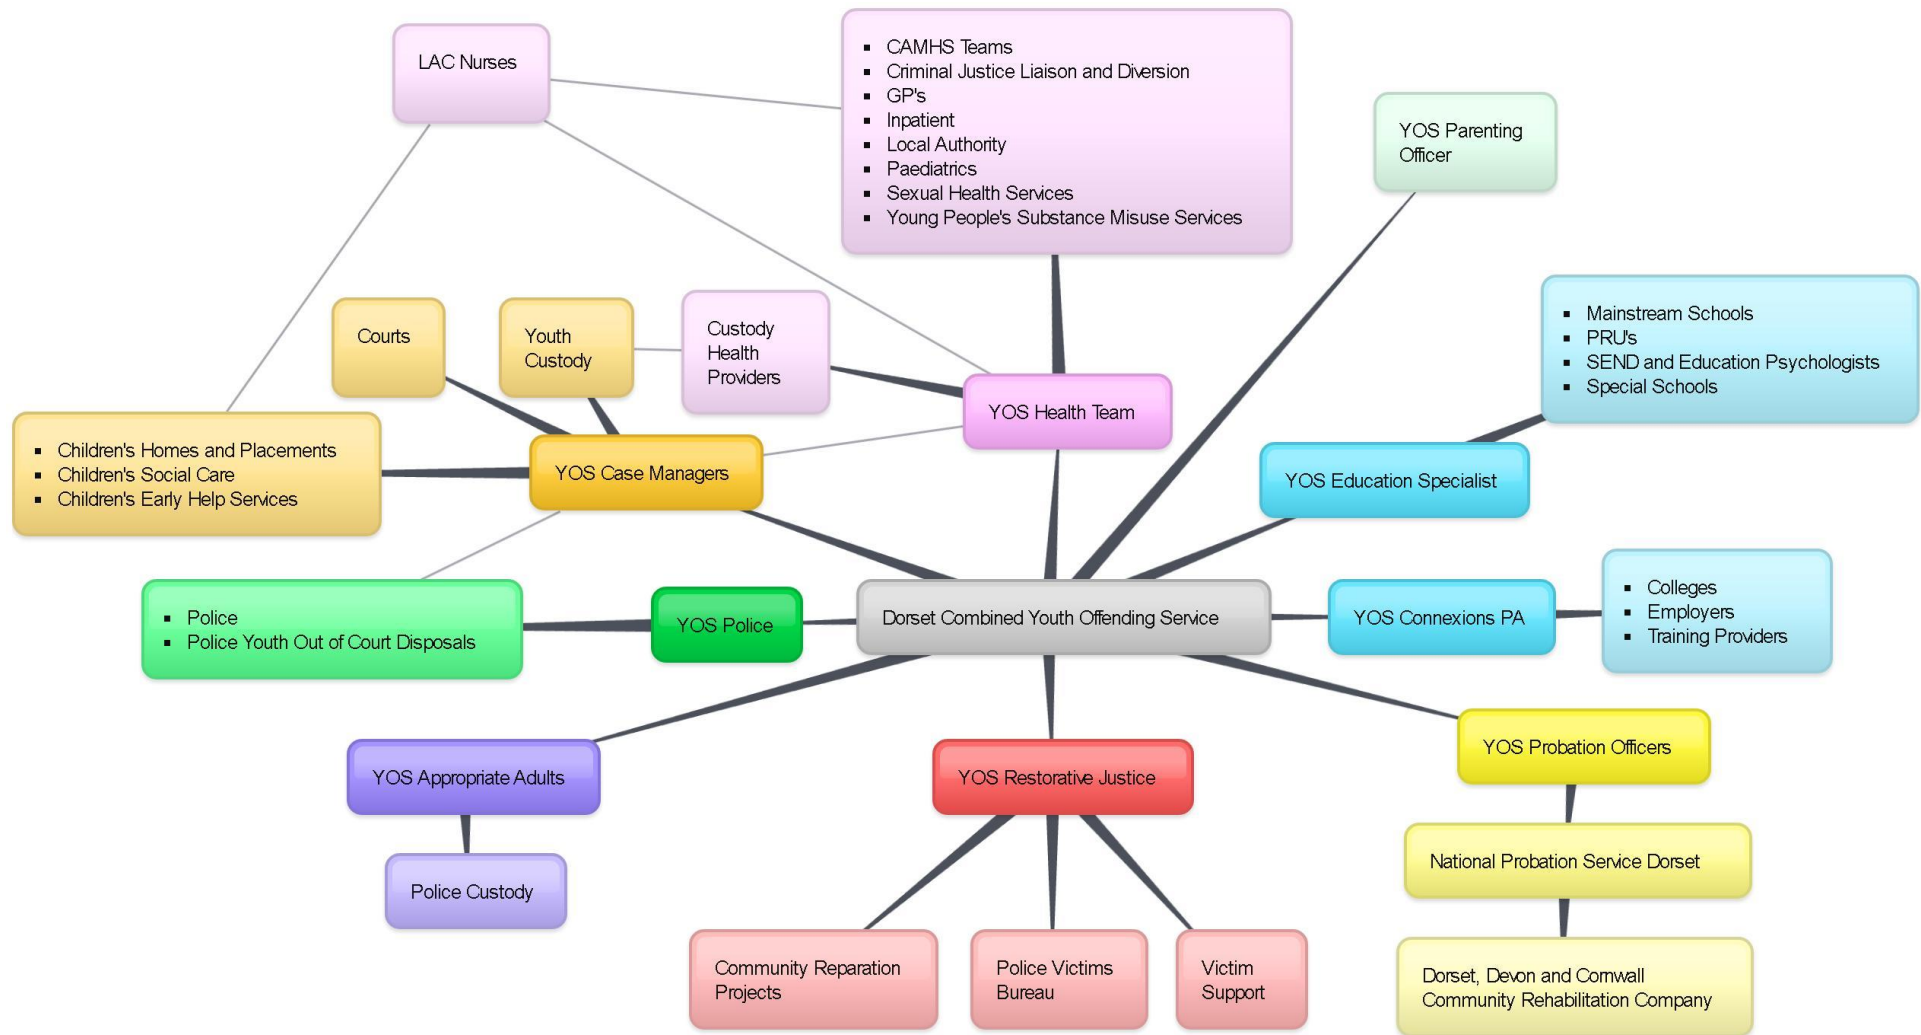 LAC Nurses
▪ CAMHS Teams
▪ Criminal Justice Liaison and Diversion
▪ GP's
▪ Inpatient
▪ Local Authority
▪ Paediatrics
▪ Sexual Health Services
▪ Young People's Substance Misuse Services
YOS Parenting
Officer
Courts
Youth
Custody
Custody
Health
Providers
YOS Health Team
▪ Mainstream Schools
▪ PRU's
▪ SEND and Education Psychologists
▪ Special Schools
▪ Children's Homes and Placements
▪ Children's Social Care
▪ Children's Early Help Services
YOS Case Managers
YOS Education Specialist
▪ Police
▪ Police Youth Out of Court Disposals
YOS Police
Dorset Combined Youth Offending Service
YOS Connexions PA
▪ Colleges
▪ Employers
▪ Training Providers
YOS Appropriate Adults
YOS Restorative Justice
YOS Probation Officers
Police Custody
National Probation Service Dorset
Community Reparation
Projects
Police Victims
Bureau
Victim
Support
Dorset, Devon and Cornwall
Community Rehabilitation Company